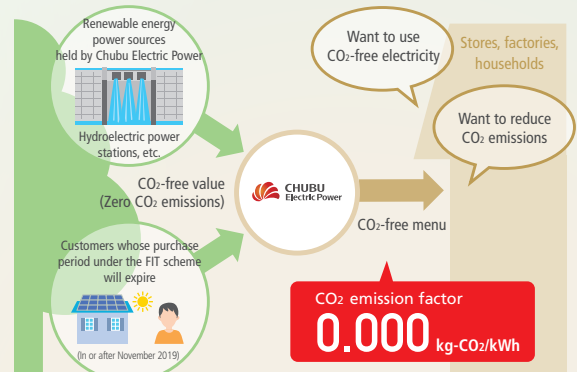 Renewable energy
power sources
held by Chubu Electric Power
Hydroelectric power
stations, etc.
CO2-free value
(Zero CO2 emissions)
Customers whose purchase
period under the FIT scheme
will expire
(In or after November 2019)
CHUBU
Electric Power
CO2-free menu
Want to use
CO2-free electricity
Stores, factories,
households
Want to reduce
CO2 emissions
CO2 emission factor
0.000 kg-CO2/kWh